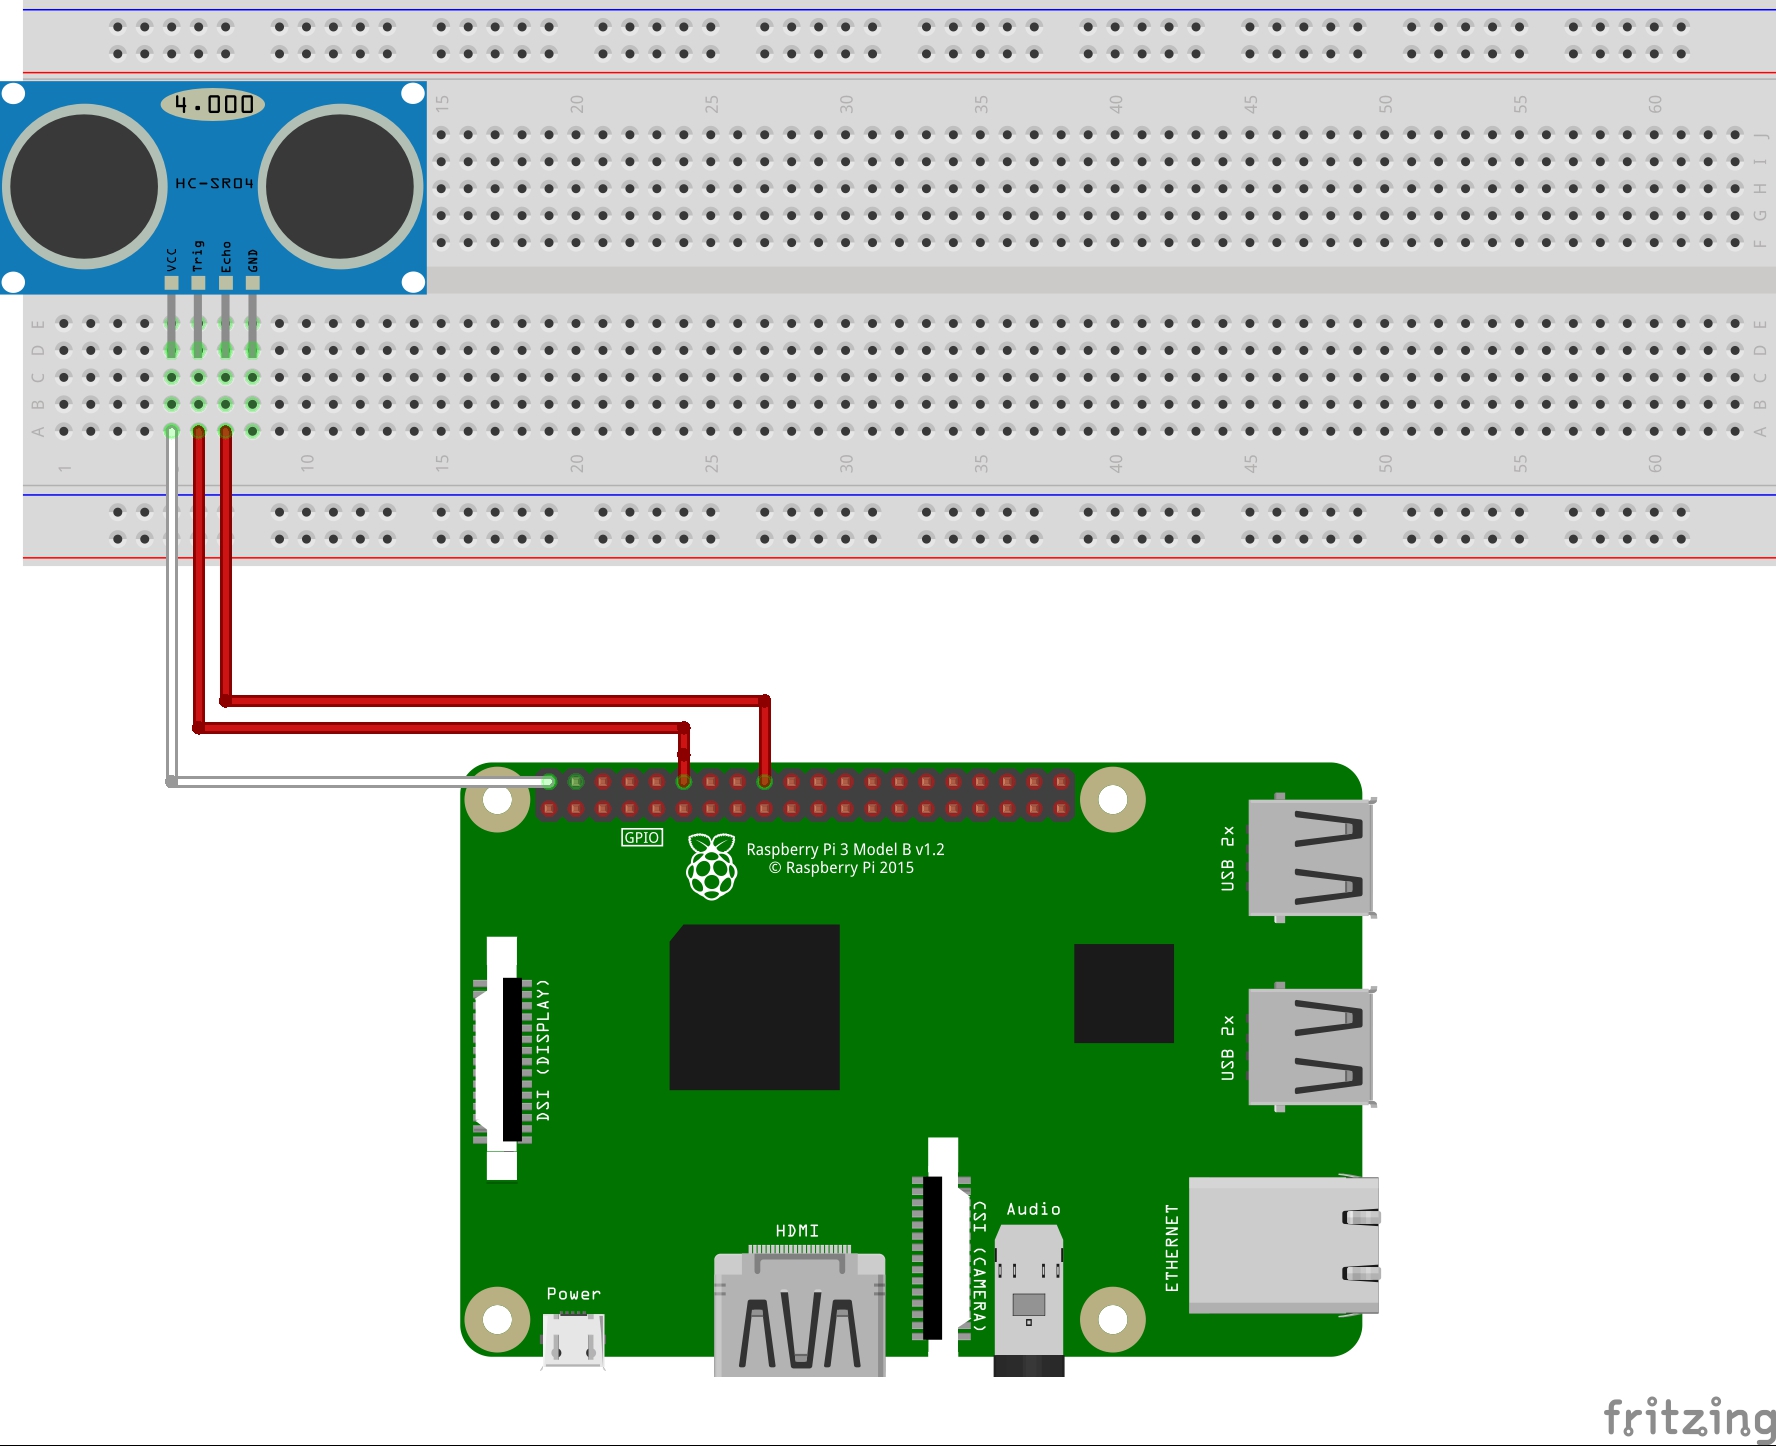 4.000
HC-SR04
VCC
Trig
Echo
GND
15 20 25 30 35 40 45 50 55 60
J
I
H
G
F
E E
D D
C C
B B
A A
1 10 15 20 25 30 35 40 45 50 55 60
GPIO
Raspberry Pi 3 Model B v1.2
© Raspberry Pi 2015
USB 2x
USB 2x
DSI (DISPLAY)
CSI (CAMERA)
Audio
ETHERNET
HDMI
Power
fritzing